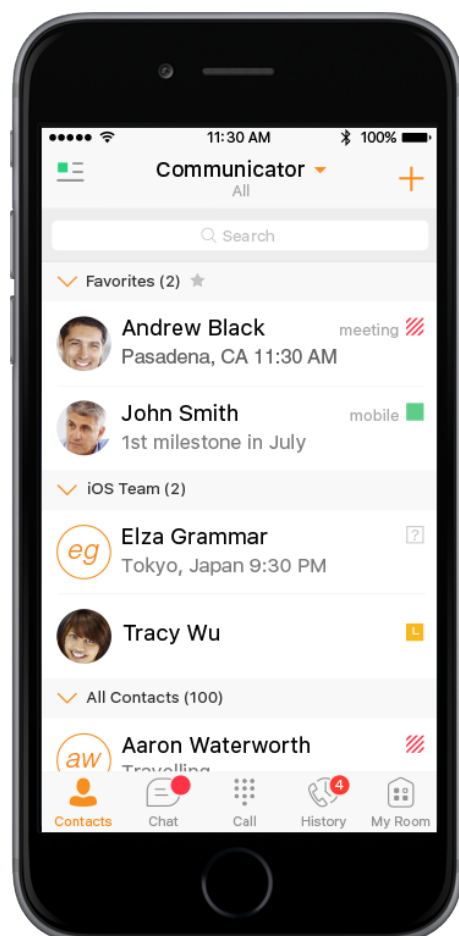 11:30 AM
100%
Communicator
All
Search
Favorites (2)
Andrew Black
meeting
Pasadena, CA 11:30 AM
John Smith
mobile
1st milestone in July
iOS Team (2)
eg
Elza Grammar
?
Tokyo, Japan 9:30 PM
Tracy Wu
L
All Contacts (100)
aw
Aaron Waterworth
Travelling
4
Contacts
Chat
Call
History
My Room